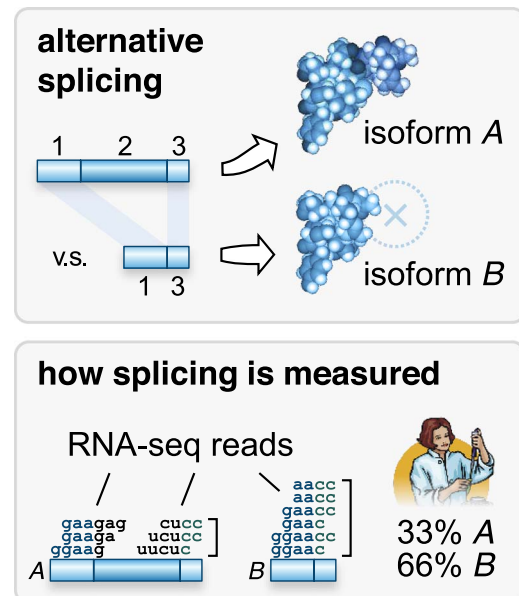 alternative
splicing
1 2 3
isoform A
v.s.
1 3
isoform B
how splicing is measured
RNA-seq reads
aacc
aacc
gaacc
gaagag cucc gaac
gaaga ucucc ggaacc
ggaag uucuc ggaac
A B
33% A
66% B